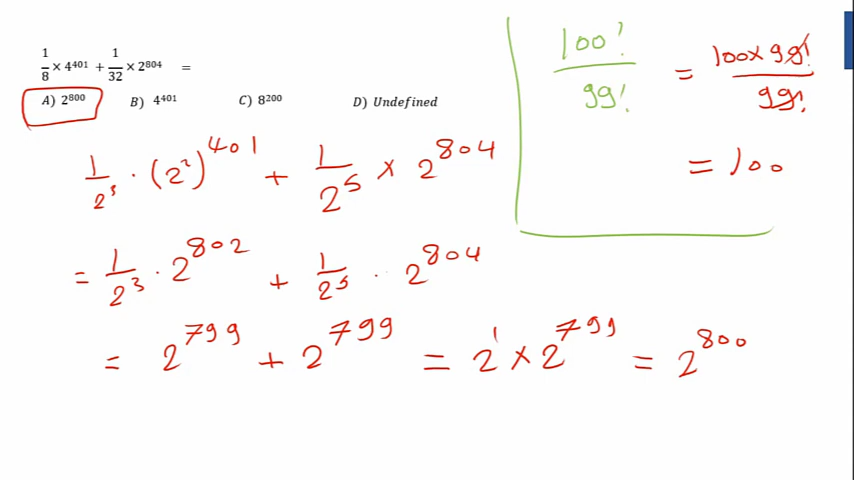 1/8 × 4^401 + 1/32 × 2^804 =
A) 2^800 B) 4^401 C) 8^200 D) Undefined
1/2^3 · (2^2)^401 + 1/2^5 × 2^804
= 1/2^3 · 2^802 + 1/2^5 · 2^804
= 2^799 + 2^799 = 2^1 × 2^799 = 2^800
100!/99! = 100×99!/99!
= 100